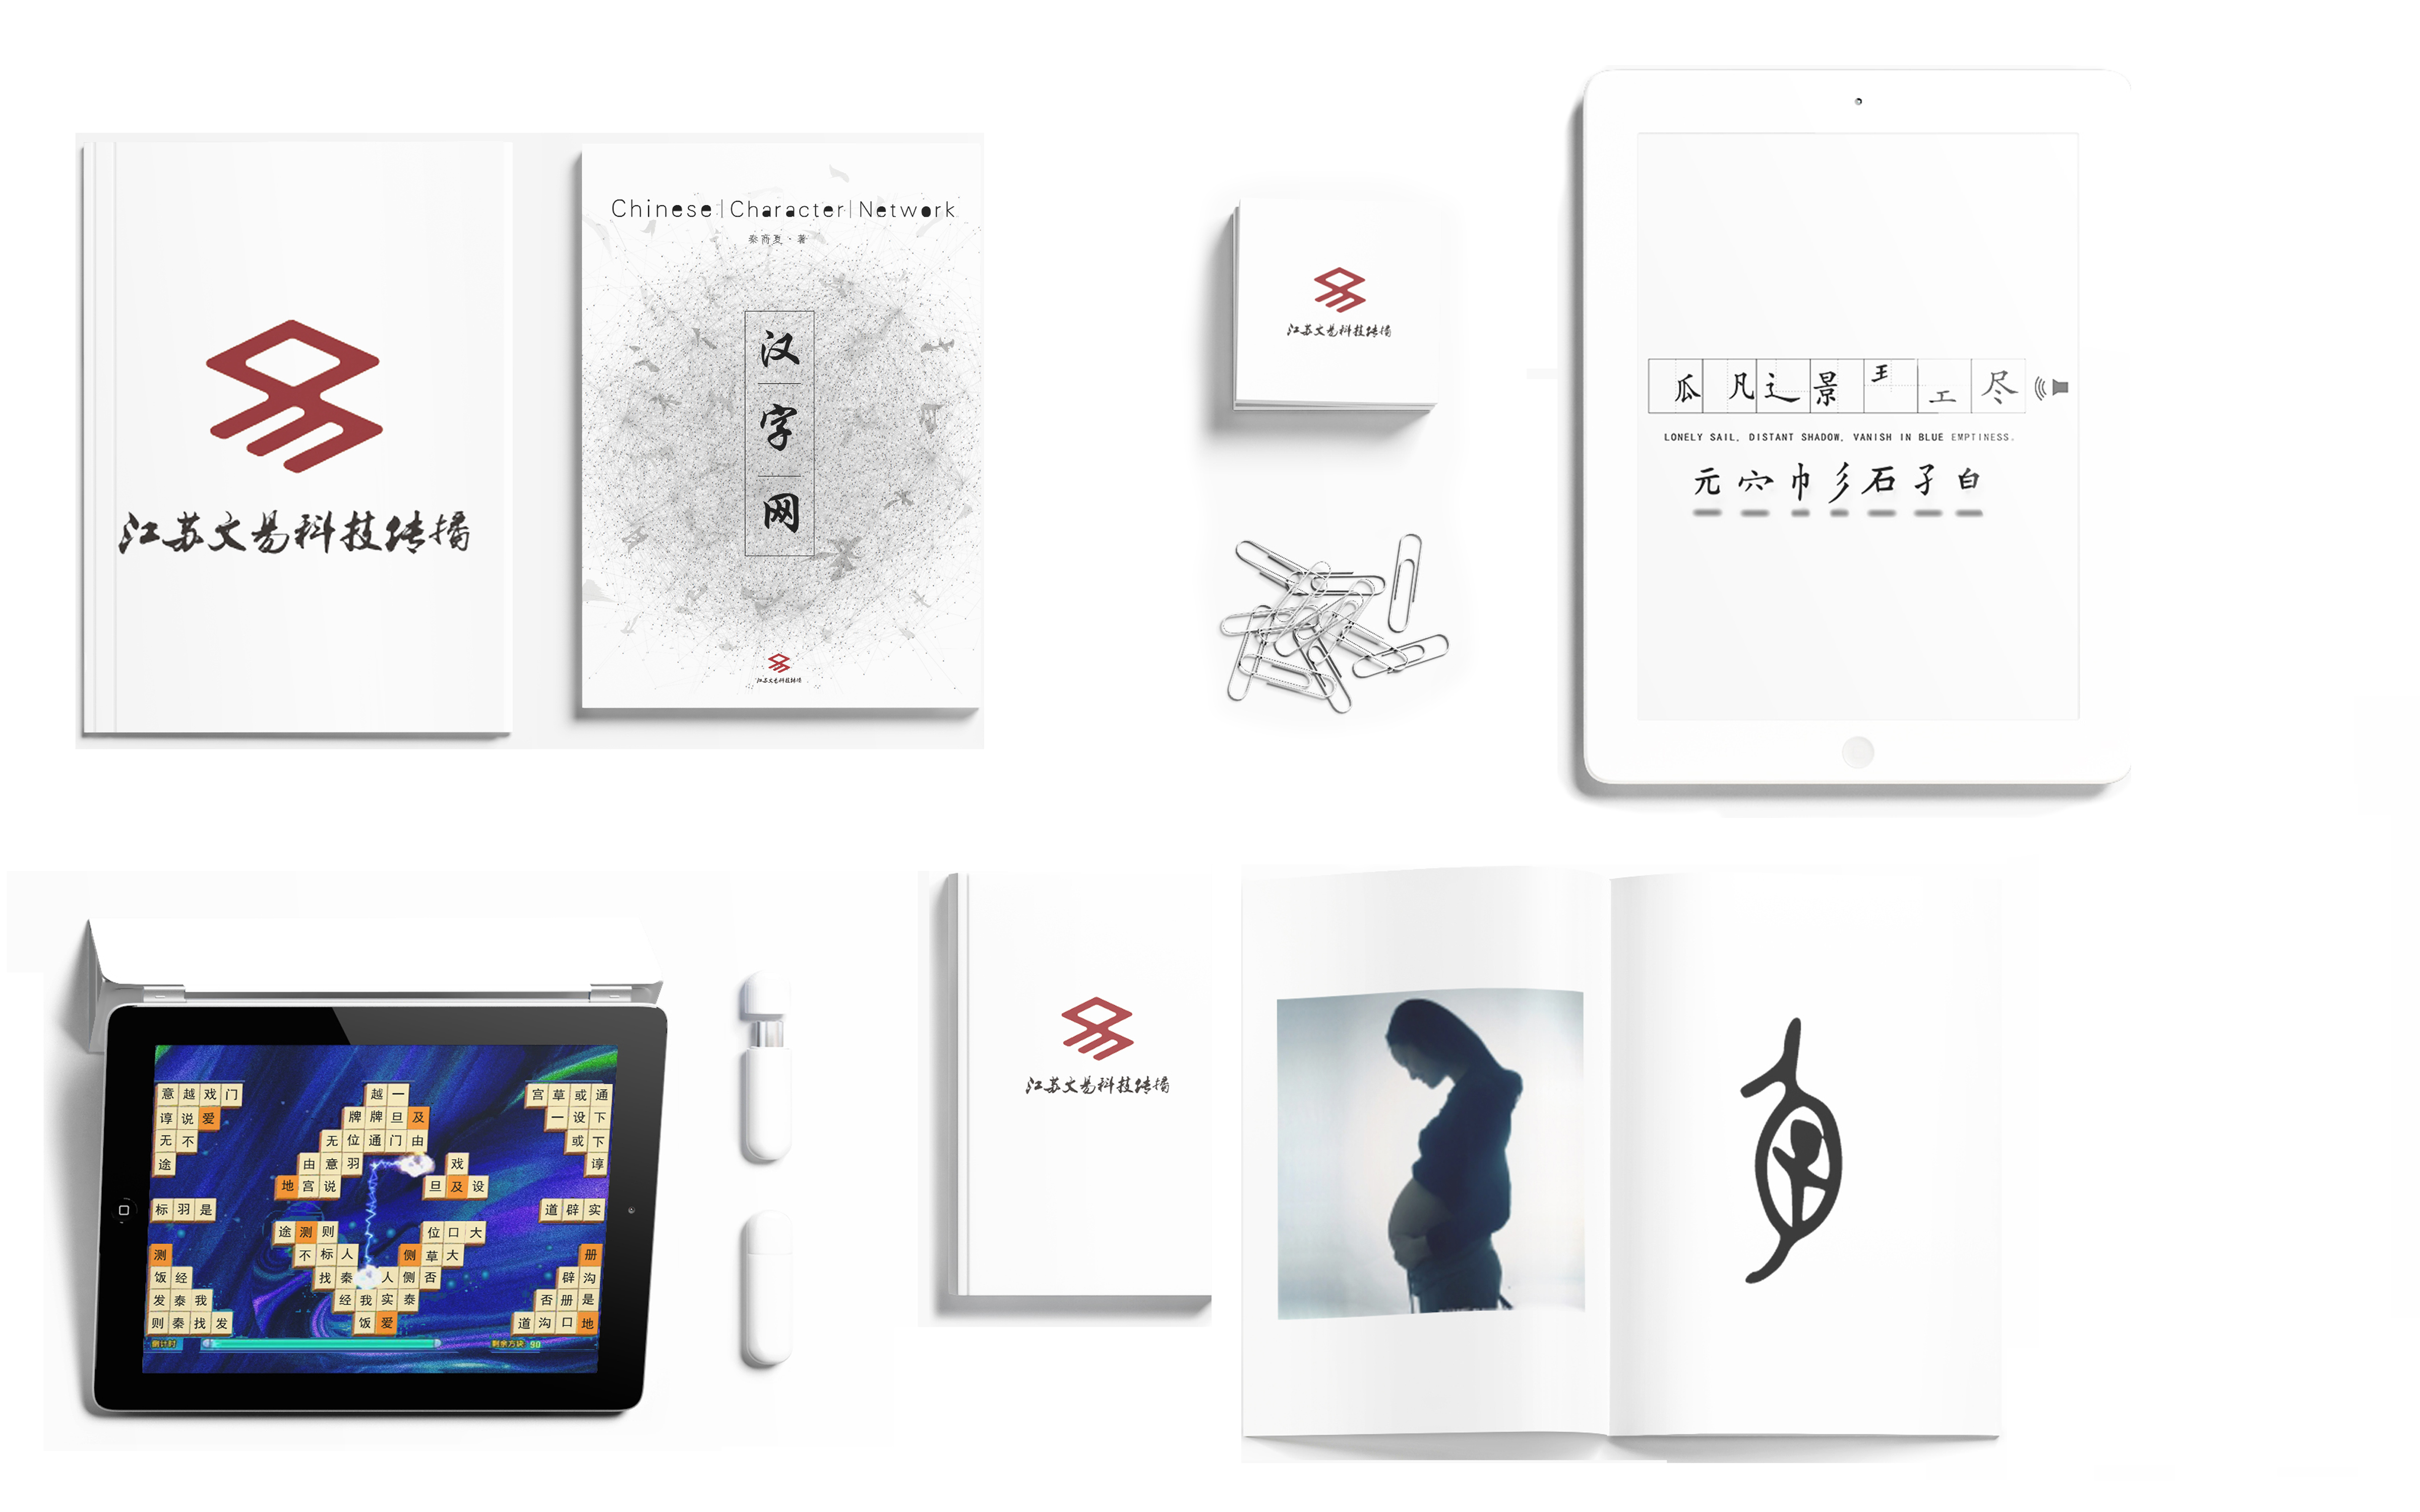 江苏文易科技传播
Chinese|Character|Network
秦雨夏·著
汉
字
网
江苏文易科技传播
江苏文易科技传播
瓜 凡 辶 景 王 工 尽
LONELY SAIL, DISTANT SHADOW, VANISH IN BLUE EMPTINESS.
元 穴 巾 彡 石 子 白
意越戏门 越一 宫草或通
谆说爱 牌牌旦及 一设下
无不 无位通门由 或下
途 由意羽 戏 谆
地宫说 旦及设
标羽是 道辟实
途测则 位口大
测 不标人 侧草大 册
饭经 找秦 人侧否 辟沟
发泰我 经我实泰 否册是
则秦找发 饭爱 道沟口地
倒计时 剩余方块 90
江苏文易科技传播